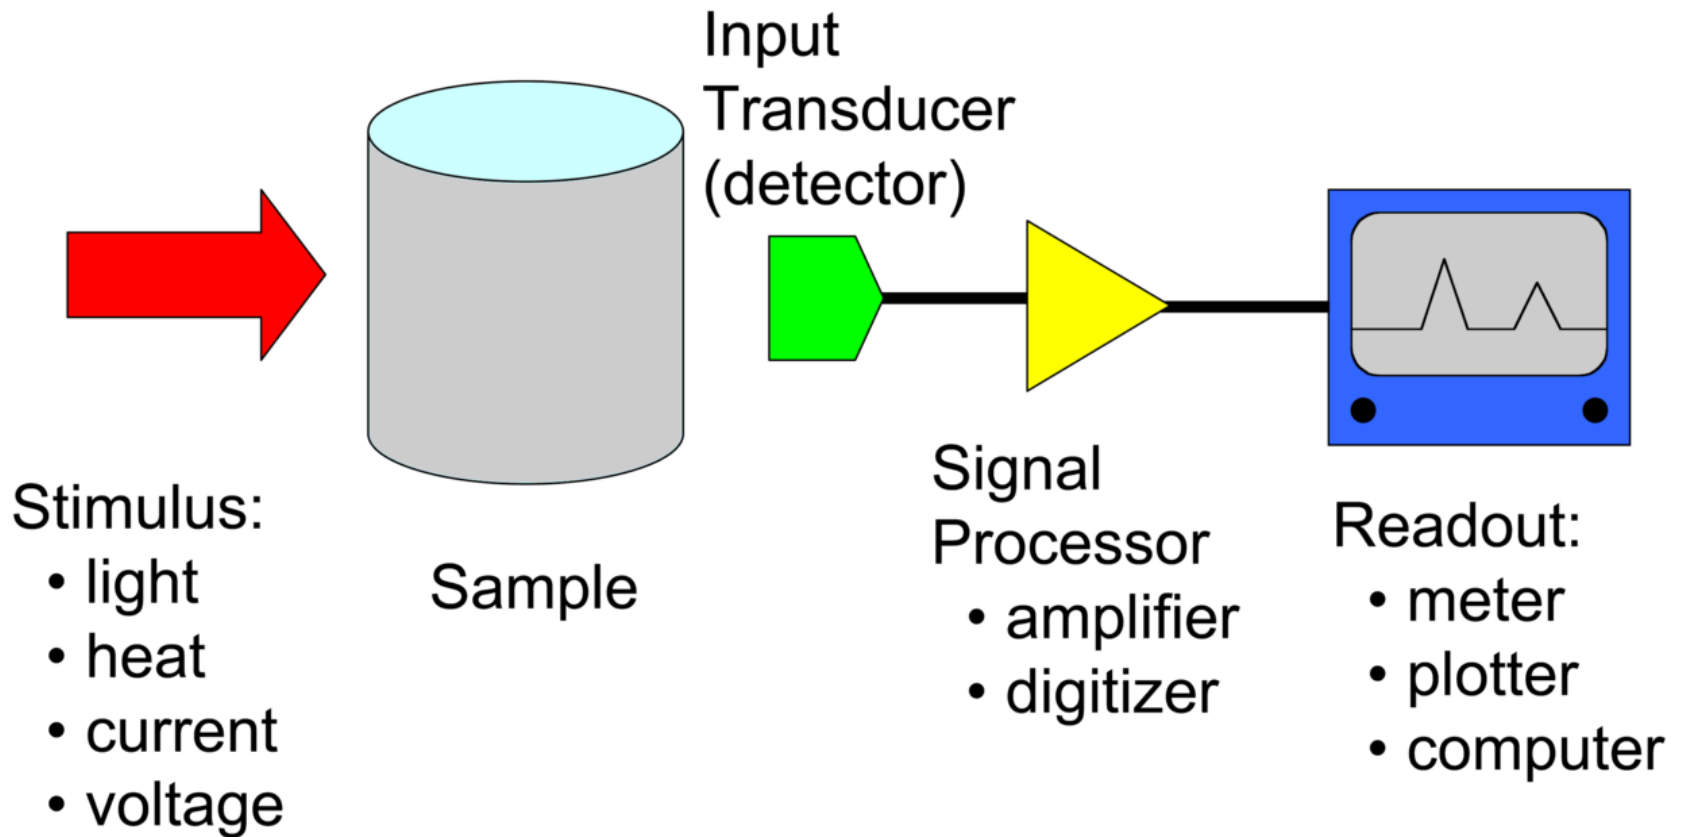 Input
Transducer
(detector)
Stimulus:
• light
• heat
• current
• voltage
Sample
Signal
Processor
• amplifier
• digitizer
Readout:
• meter
• plotter
• computer